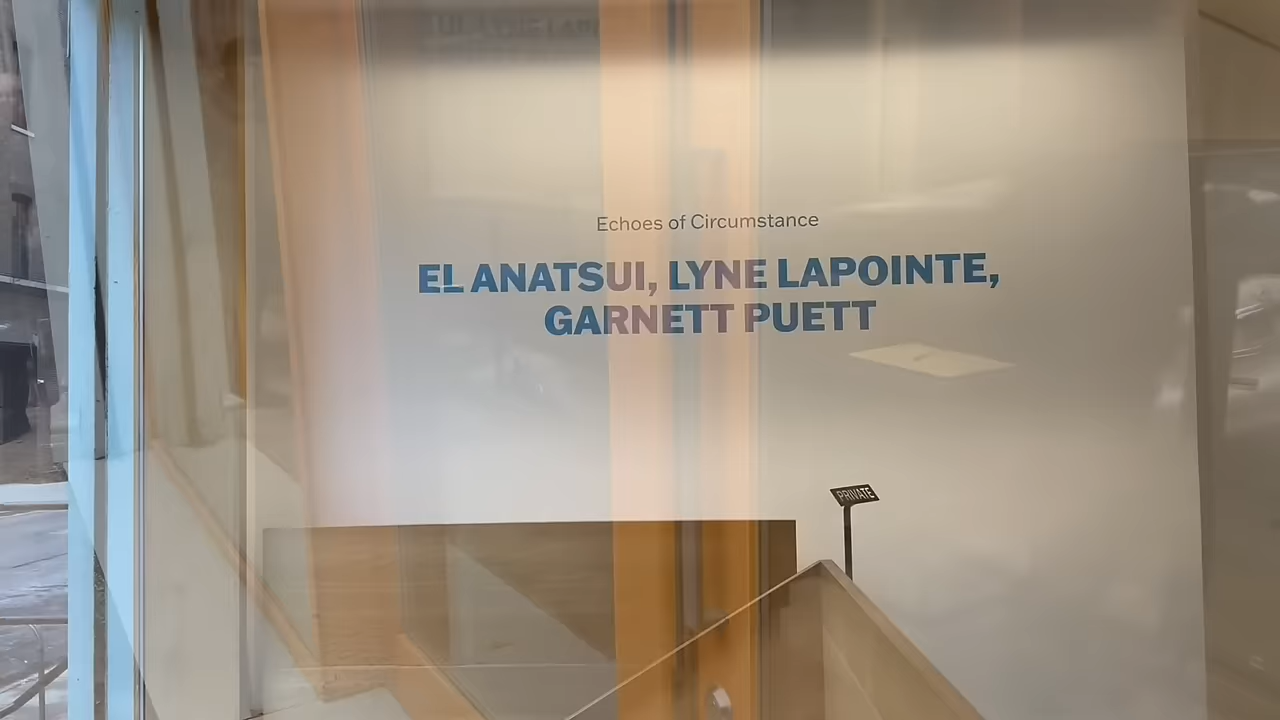 Echoes of Circumstance
EL ANATSUI, LYNE LAPOINTE,
GARNETT PUETT
PRIVATE